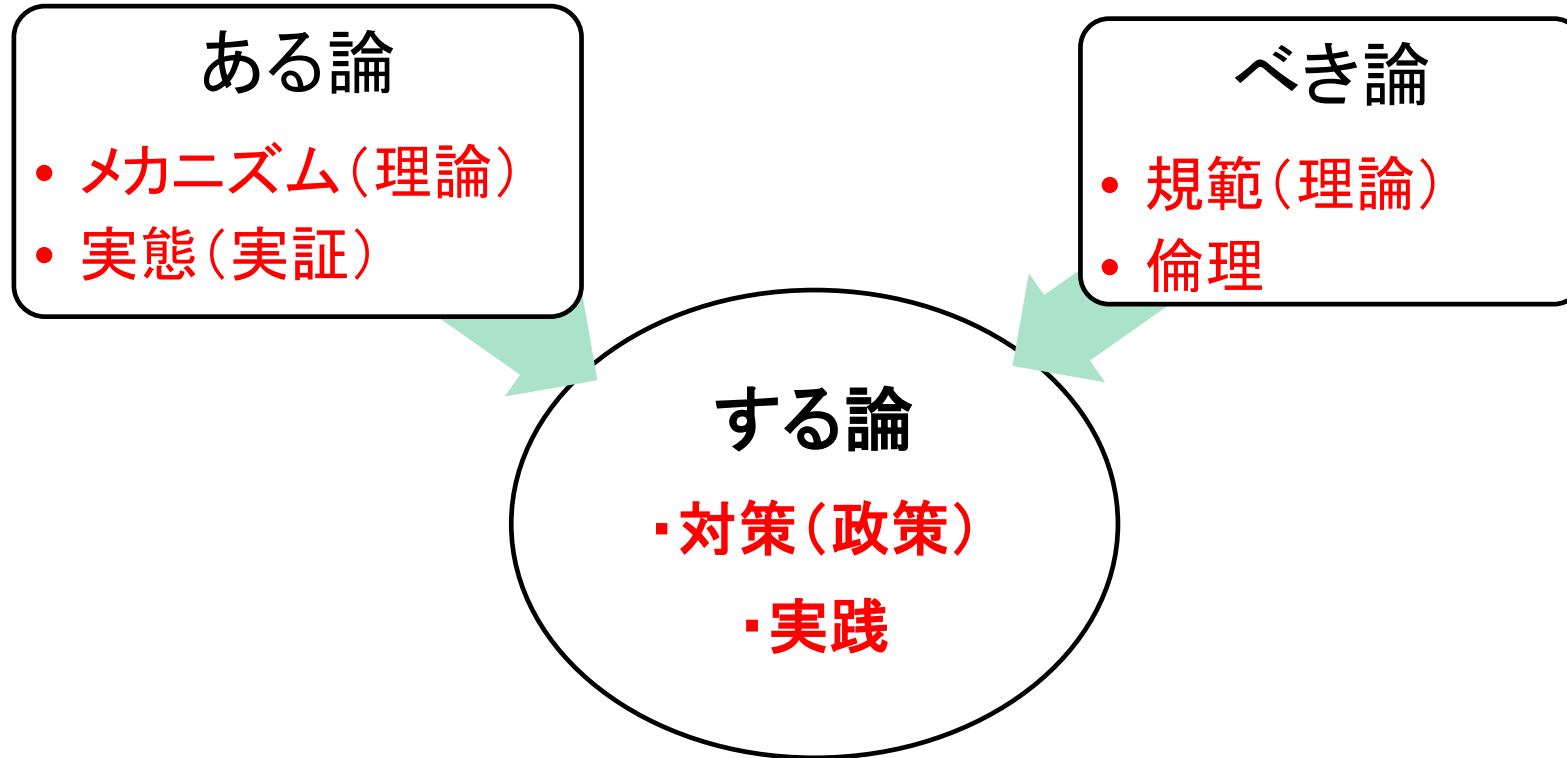 ある論
• メカニズム（理論）
• 実態（実証）
べき論
• 規範（理論）
• 倫理
する論
・対策（政策）
・実践